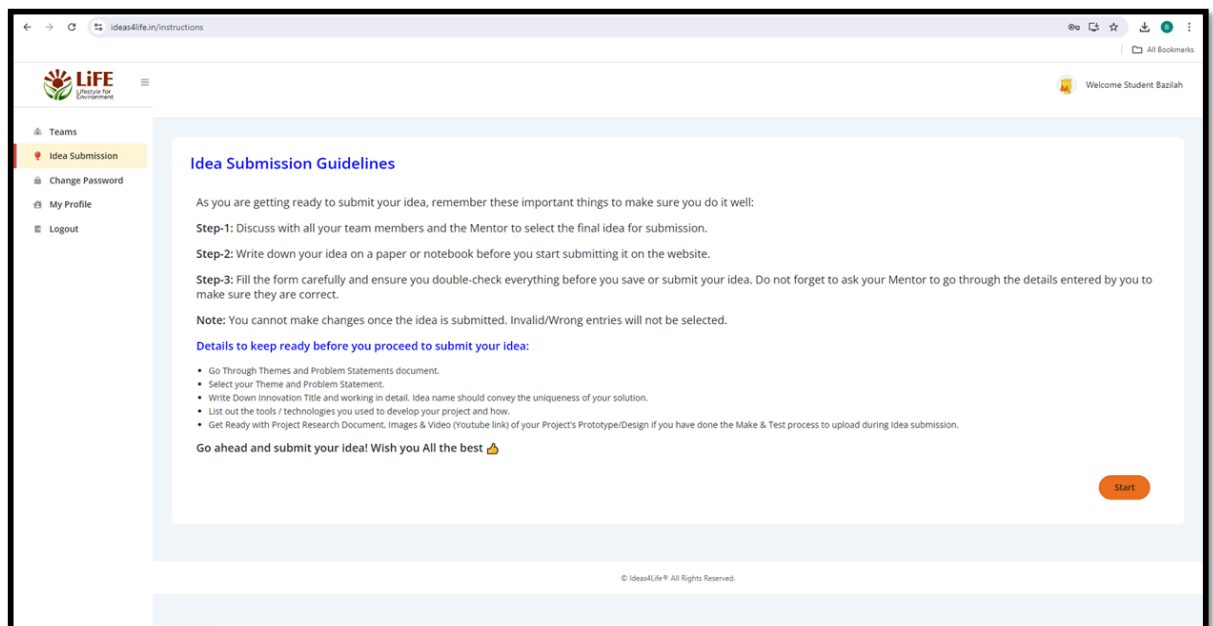 ideas4life.in/instructions
All Bookmarks
LiFE
Lifestyle for
Environment
Welcome Student Bazilah
Teams
Idea Submission
Change Password
My Profile
Logout
Idea Submission Guidelines
As you are getting ready to submit your idea, remember these important things to make sure you do it well:
Step-1: Discuss with all your team members and the Mentor to select the final idea for submission.
Step-2: Write down your idea on a paper or notebook before you start submitting it on the website.
Step-3: Fill the form carefully and ensure you double-check everything before you save or submit your idea. Do not forget to ask your Mentor to go through the details entered by you to
make sure they are correct.
Note: You cannot make changes once the idea is submitted. Invalid/Wrong entries will not be selected.
Details to keep ready before you proceed to submit your idea:
• Go Through Themes and Problem Statements document.
• Select your Theme and Problem Statement.
• Write Down Innovation Title and working in detail. Idea name should convey the uniqueness of your solution.
• List out the tools / technologies you used to develop your project and how.
• Get Ready with Project Research Document, Images & Video (Youtube link) of your Project's Prototype/Design if you have done the Make & Test process to upload during Idea submission.
Go ahead and submit your idea! Wish you All the best 👍
Start
© Ideas4Life® All Rights Reserved.